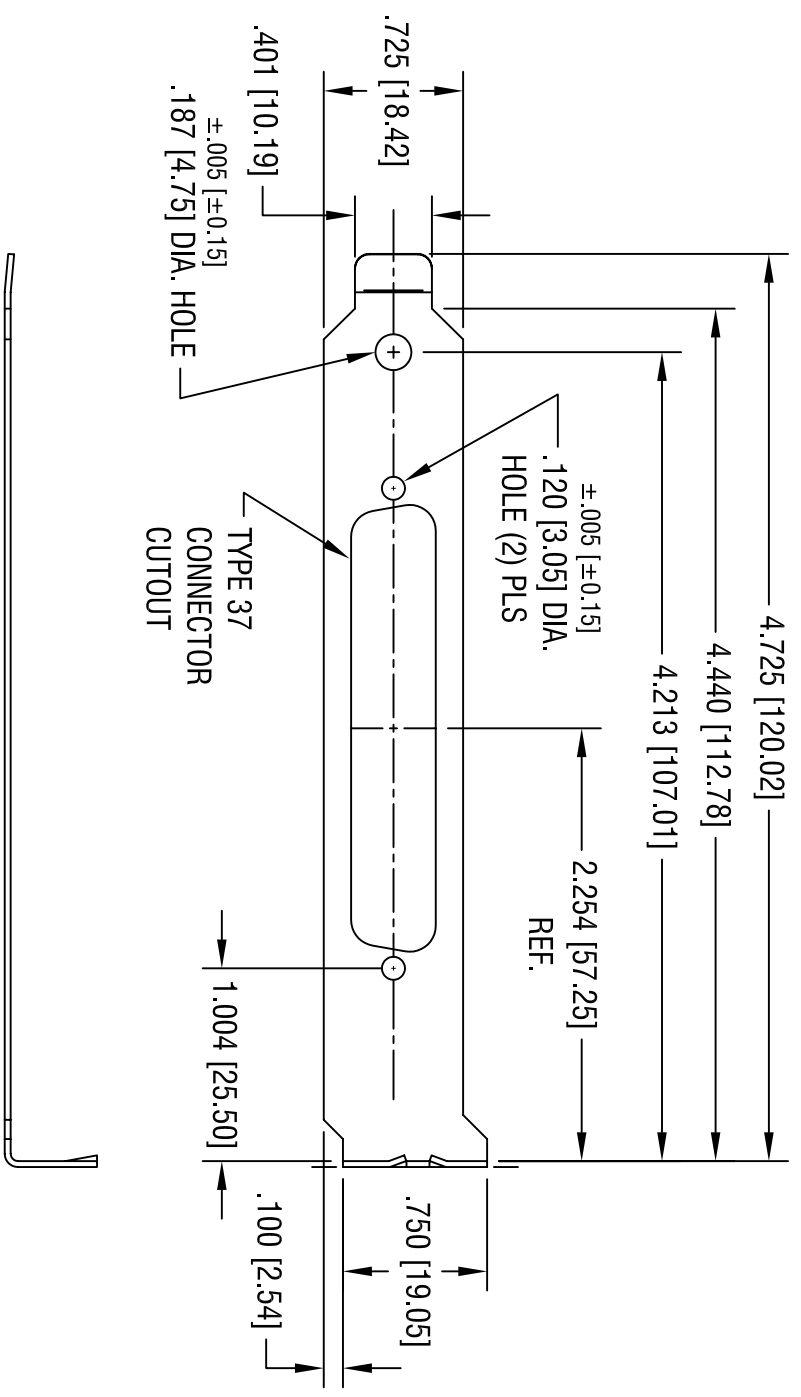 4.725 [120.02]
4.440 [112.78]
4.213 [107.01]
2.254 [57.25]
REF.
±.005 [±0.15]
.120 [3.05] DIA.
HOLE (2) PLS
.725 [18.42]
.401 [10.19]
±.005 [±0.15]
.187 [4.75] DIA. HOLE
TYPE 37
CONNECTOR
CUTOUT
1.004 [25.50]
.750 [19.05]
.100 [2.54]